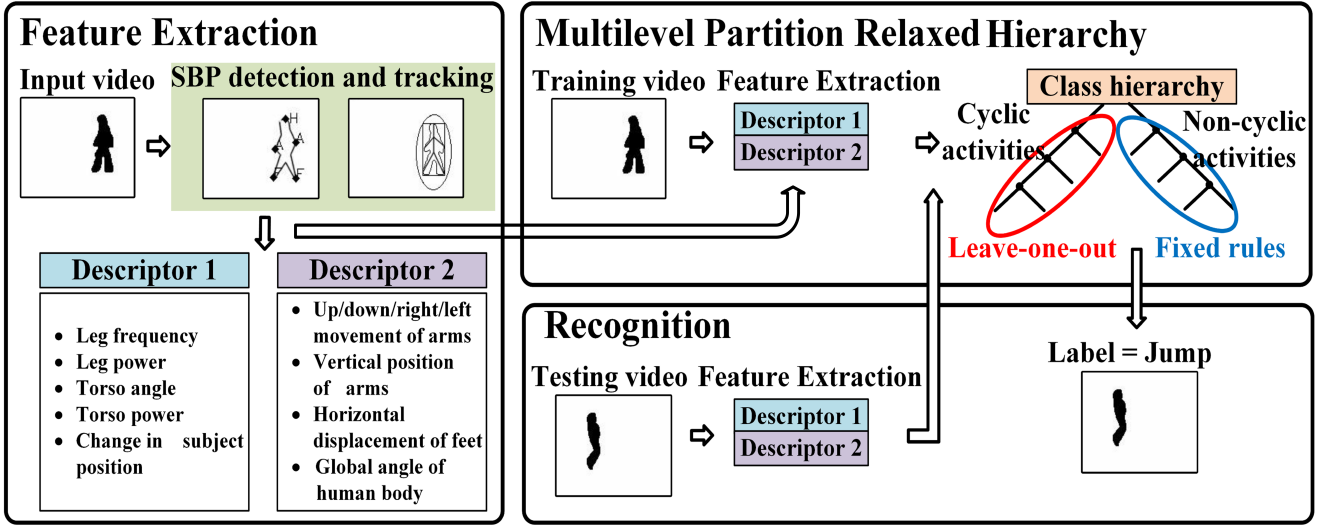 Feature Extraction
Input video
SBP detection and tracking
H
A
A
F
F
Descriptor 1
• Leg frequency
• Leg power
• Torso angle
• Torso power
• Change in subject
position
Descriptor 2
• Up/down/right/left
movement of arms
• Vertical position
of arms
• Horizontal
displacement of feet
• Global angle of
human body
Multilevel Partition Relaxed Hierarchy
Training video
Feature Extraction
Descriptor 1
Descriptor 2
Class hierarchy
Cyclic
activities
Non-cyclic
activities
Leave-one-out
Fixed rules
Recognition
Testing video
Feature Extraction
Descriptor 1
Descriptor 2
Label = Jump